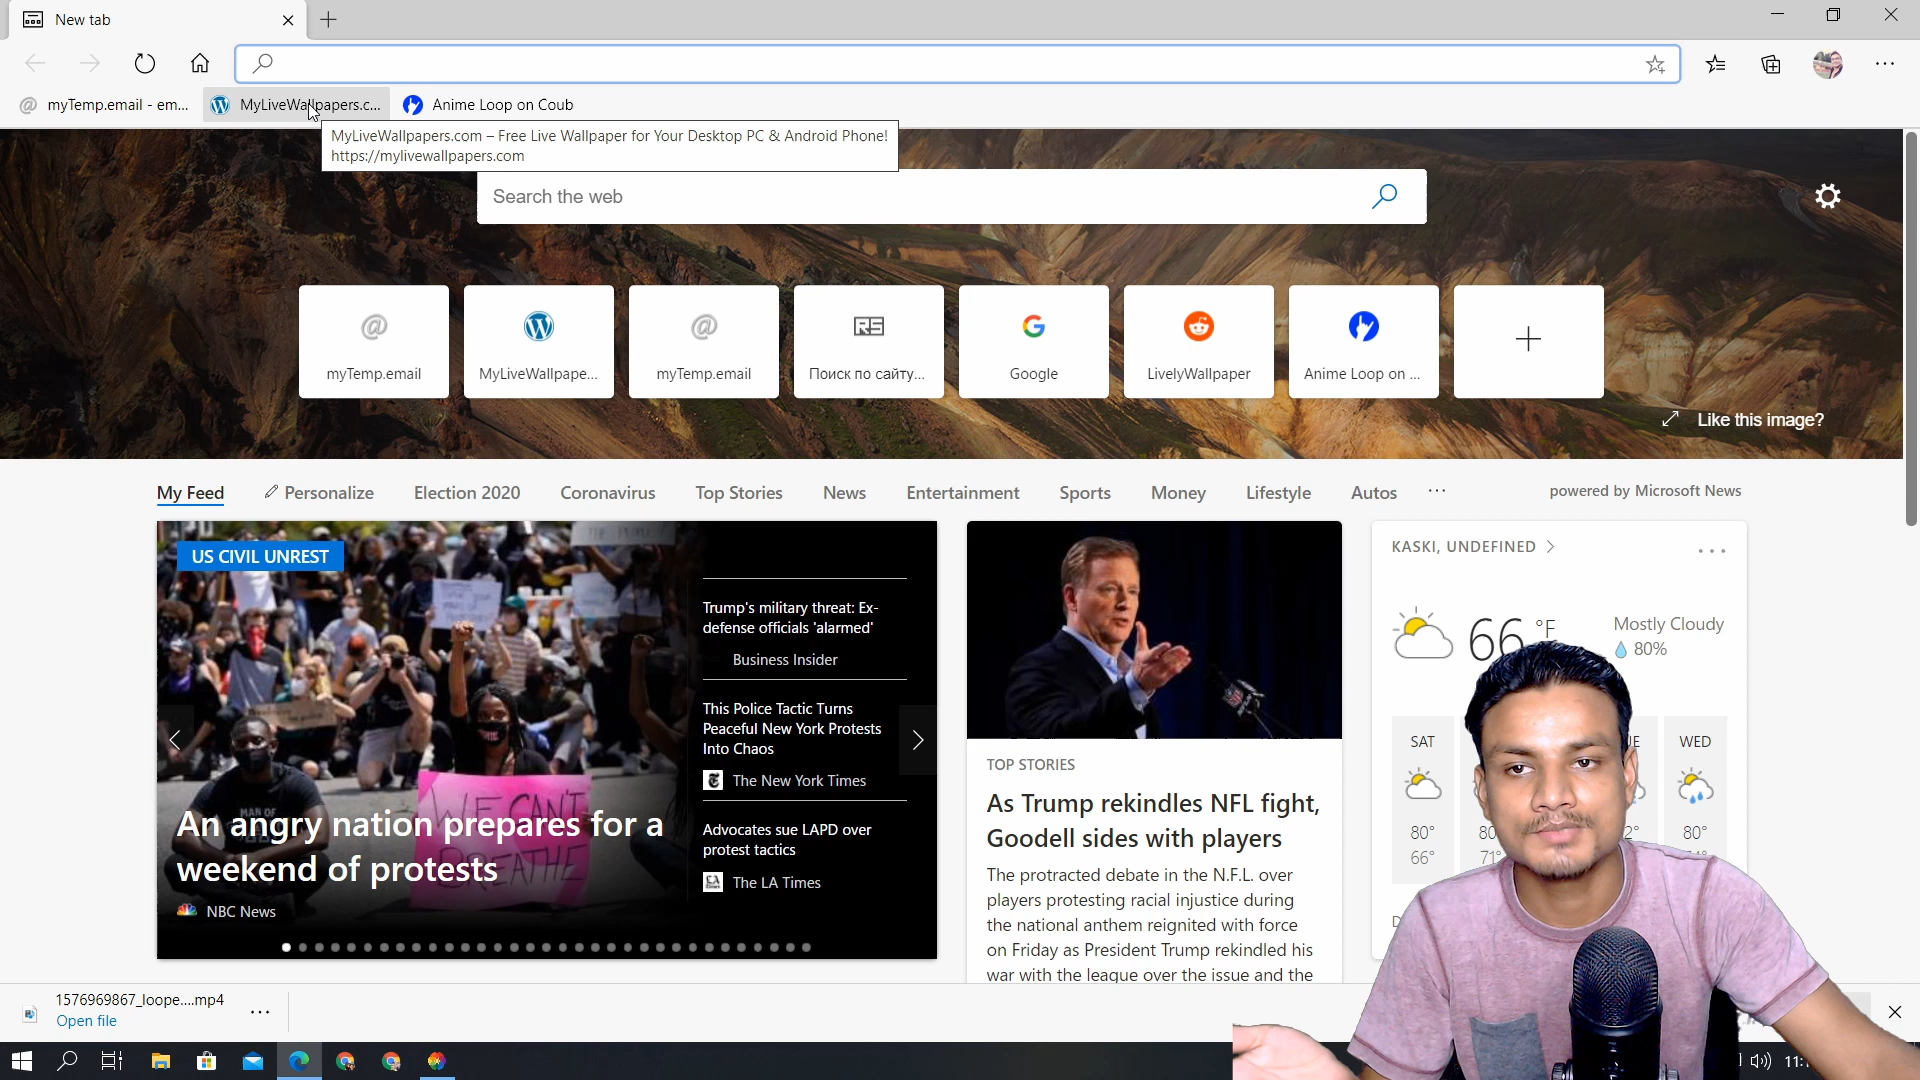 New tab
myTemp.email - em...
MyLiveWallpapers.c...
Anime Loop on Coub
MyLiveWallpapers.com – Free Live Wallpaper for Your Desktop PC & Android Phone!
https://mylivewallpapers.com
Search the web
myTemp.email
MyLiveWallpape...
myTemp.email
Поиск по сайту...
Google
LivelyWallpaper
Anime Loop on ...
Like this image?
My Feed
Personalize
Election 2020
Coronavirus
Top Stories
News
Entertainment
Sports
Money
Lifestyle
Autos
powered by Microsoft News
US CIVIL UNREST
WE CAN'T
BREATHE
An angry nation prepares for a
weekend of protests
NBC News
Trump's military threat: Ex-
defense officials 'alarmed'
Business Insider
This Police Tactic Turns
Peaceful New York Protests
Into Chaos
The New York Times
Advocates sue LAPD over
protest tactics
The LA Times
TOP STORIES
As Trump rekindles NFL fight,
Goodell sides with players
The protracted debate in the N.F.L. over
players protesting racial injustice during
the national anthem reignited with force
on Friday as President Trump rekindled his
war with the league over the issue and the
KASKI, UNDEFINED
66 °F
Mostly Cloudy
80%
SAT
WED
80°
80°
66°
71°
1576969867_loope....mp4
Open file